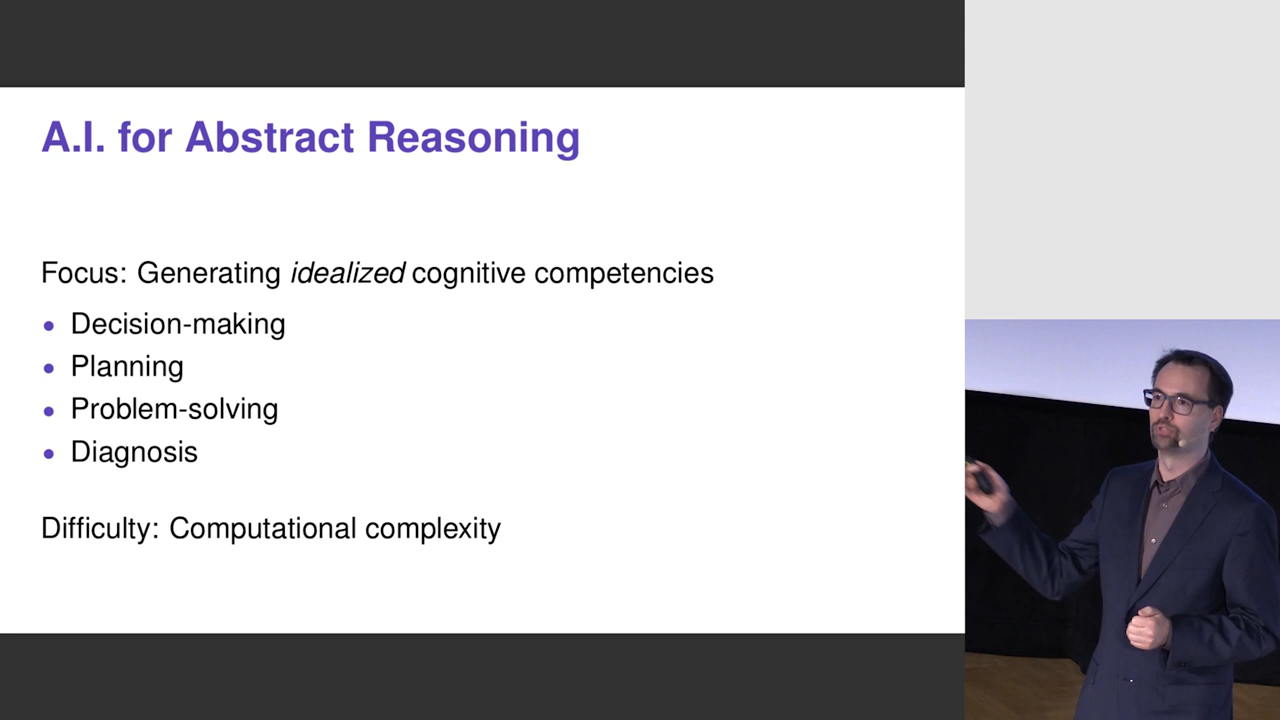 A.I. for Abstract Reasoning
Focus: Generating idealized cognitive competencies
• Decision-making
• Planning
• Problem-solving
• Diagnosis
Difficulty: Computational complexity